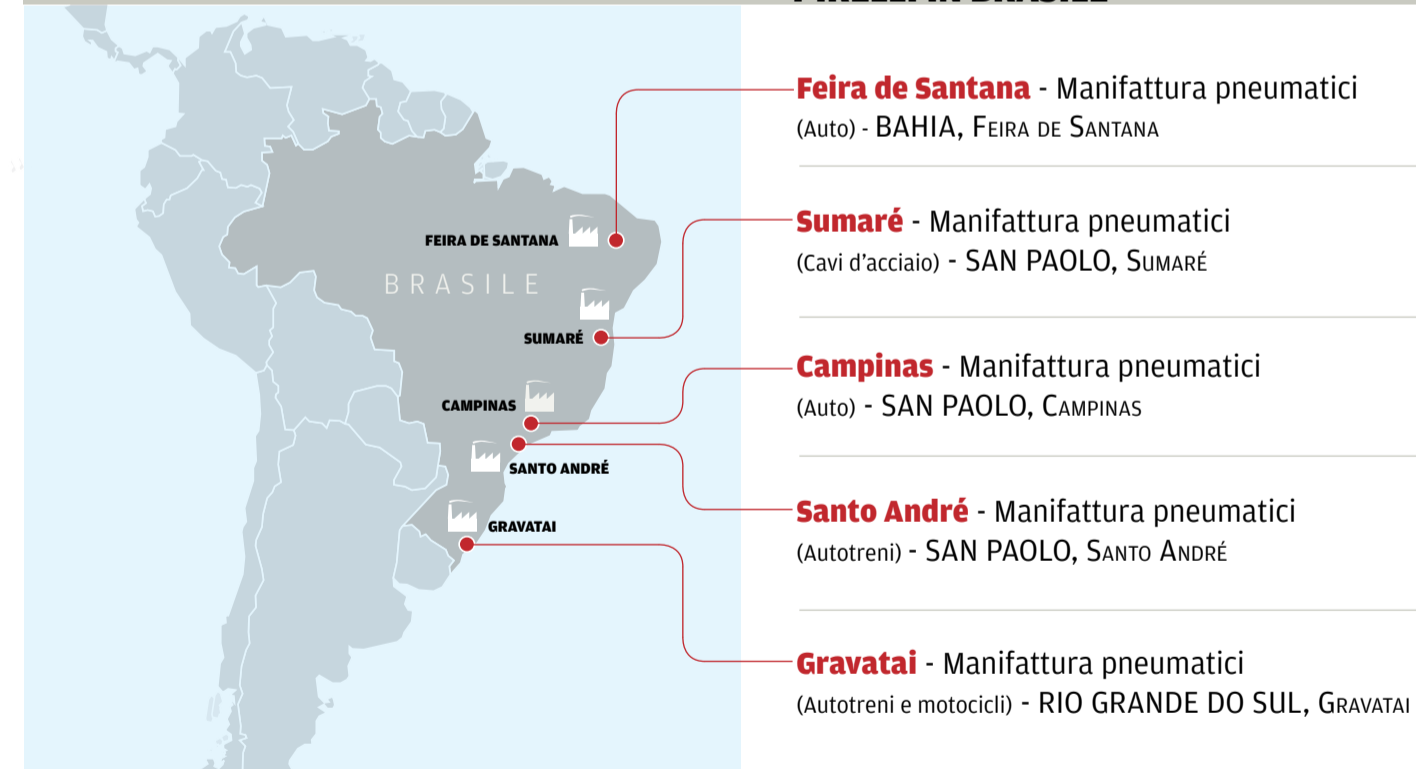 Feira de Santana - Manifattura pneumatici
(Auto) - BAHIA, FEIRA DE SANTANA
Sumaré - Manifattura pneumatici
(Cavi d'acciaio) - SAN PAOLO, SUMARÉ
Campinas - Manifattura pneumatici
(Auto) - SAN PAOLO, CAMPINAS
Santo André - Manifattura pneumatici
(Autotreni) - SAN PAOLO, SANTO ANDRÉ
Gravatai - Manifattura pneumatici
(Autotreni e motocicli) - RIO GRANDE DO SUL, GRAVATAI
FEIRA DE SANTANA
BRASILE
SUMARÉ
CAMPINAS
SANTO ANDRÉ
GRAVATAI